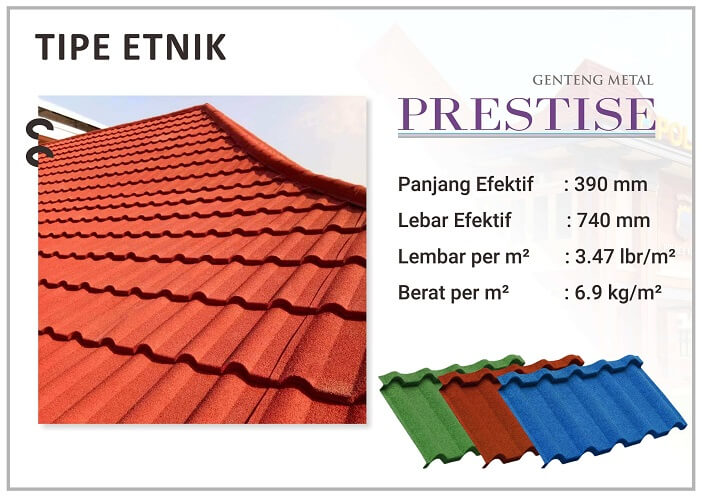 TIPE ETNIK
GENTENG METAL
PRESTISE
Panjang Efektif : 390 mm
Lebar Efektif : 740 mm
Lembar per m² : 3.47 lbr/m²
Berat per m² : 6.9 kg/m²
POL